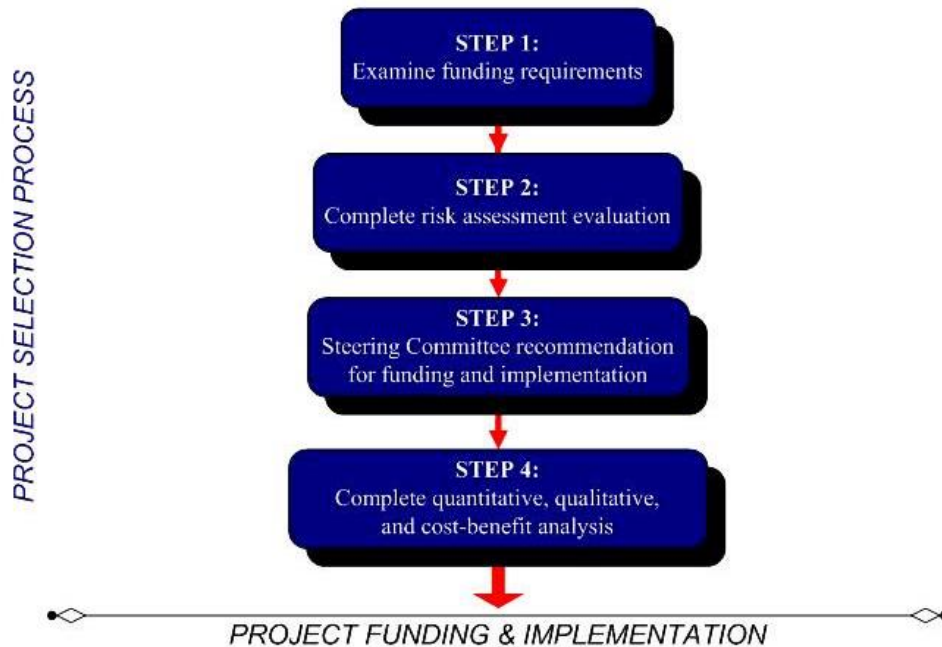 PROJECT SELECTION PROCESS
STEP 1:
Examine funding requirements
STEP 2:
Complete risk assessment evaluation
STEP 3:
Steering Committee recommendation
for funding and implementation
STEP 4:
Complete quantitative, qualitative,
and cost-benefit analysis
PROJECT FUNDING & IMPLEMENTATION